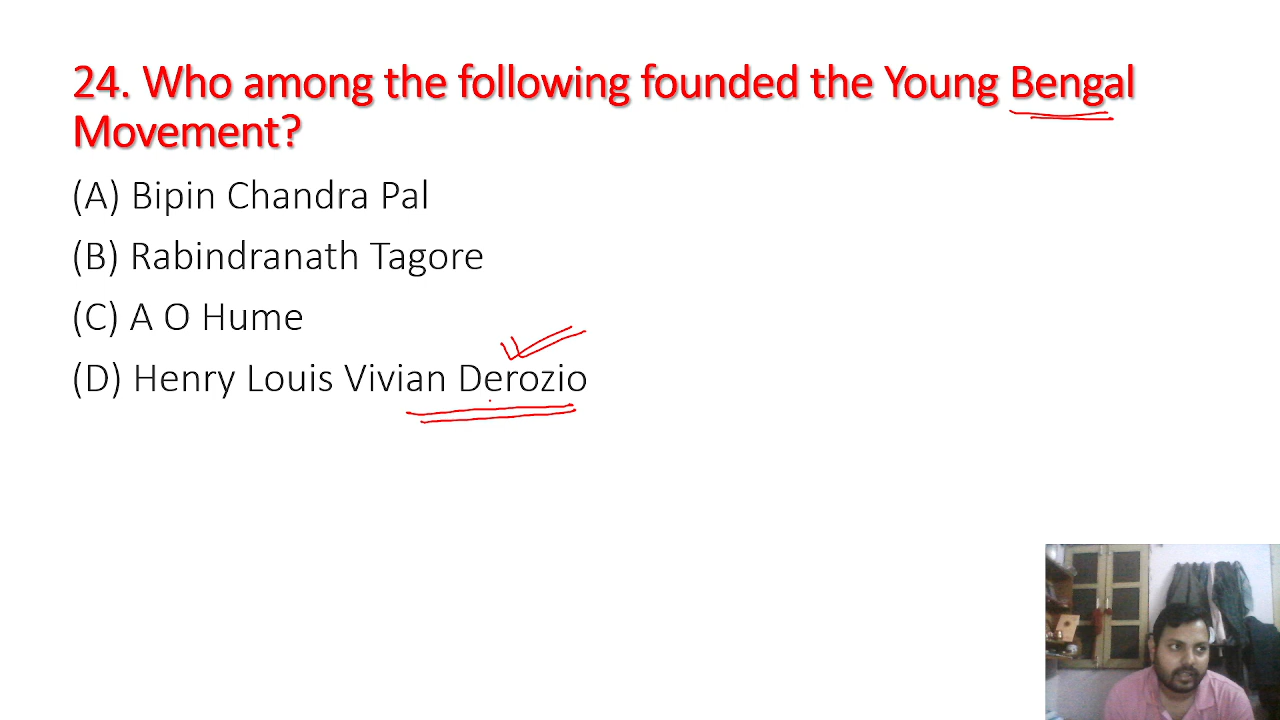 24. Who among the following founded the Young Bengal
Movement?
(A) Bipin Chandra Pal
(B) Rabindranath Tagore
(C) A O Hume
(D) Henry Louis Vivian Derozio